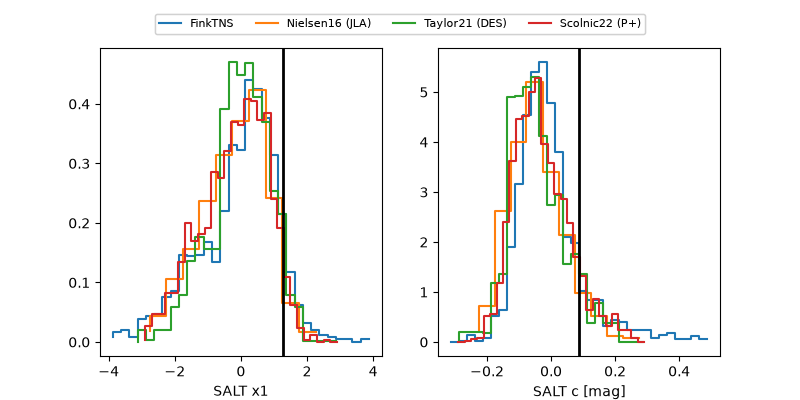 FinkTNS Nielsen16 (JLA) Taylor21 (DES) Scolnic22 (P+)
0.4
0.3
0.2
0.1
0.0
−4 −2 0 2 4
SALT x1
5
4
3
2
1
0
−0.2 0.0 0.2 0.4
SALT c [mag]